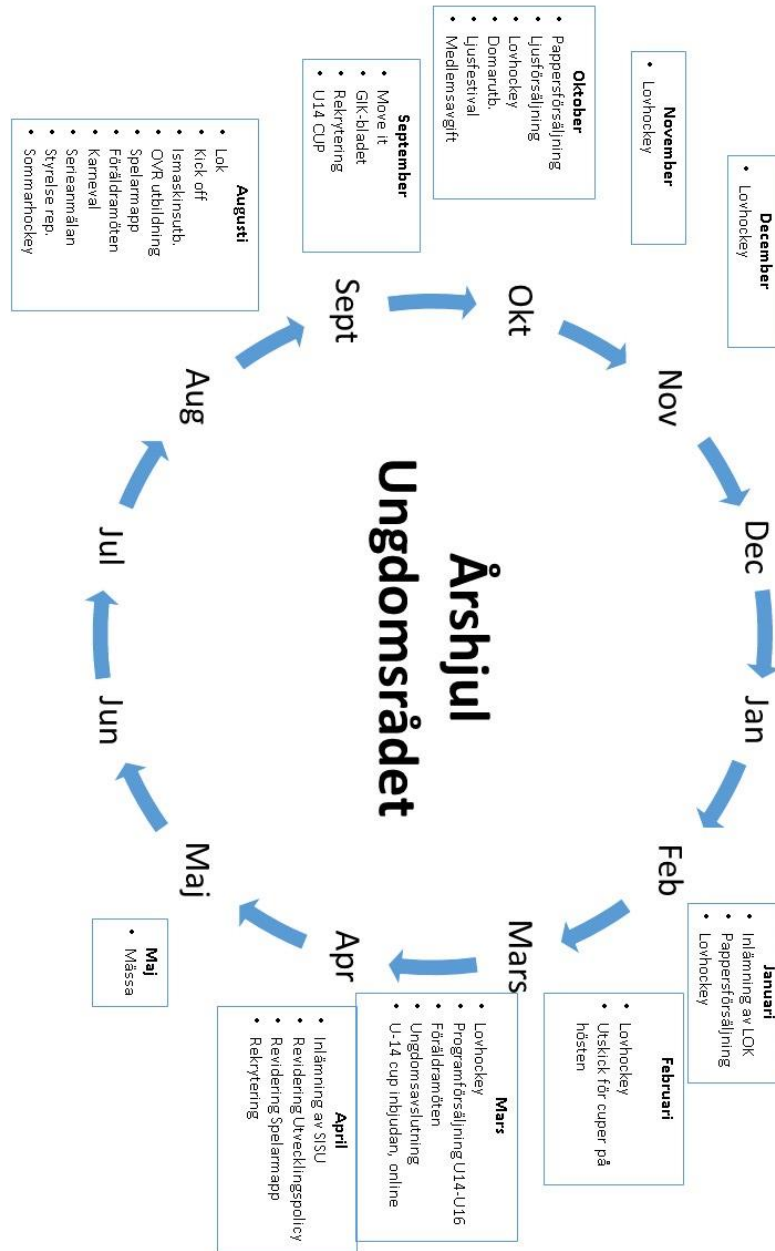 Årshjul
Ungdomsrådet
Jan
Feb
Mars
Apr
Maj
Jun
Jul
Aug
Sept
Okt
Nov
Dec
Januari
• Inlämning av LOK
• Pappersförsäljning
• Lovhockey
Februari
• Lovhockey
• Utskick för cuper på
hösten
Mars
• Lovhockey
• Programförsäljning U14-U16
• Föräldramöten
• Ungdomsavslutning
• U-14 cup inbjudan, online
April
• Inlämning av SISU
• Revidering Utvecklingspolicy
• Revidering Spelarmapp
• Rekrytering
Maj
• Mässa
Augusti
• Lok
• Kick off
• Ismaskinsutb.
• OVR utbildning
• Spelarmapp
• Föräldramöten
• Karneval
• Serieanmälan
• Styrelse rep.
• Sommarhockey
September
• Move it
• GIK-bladet
• Rekrytering
• U14 CUP
Oktober
• Pappersförsäljning
• Ljusförsäljning
• Lovhockey
• Domarutb.
• Ljusfestival
• Medlemsavgift
November
• Lovhockey
December
• Lovhockey